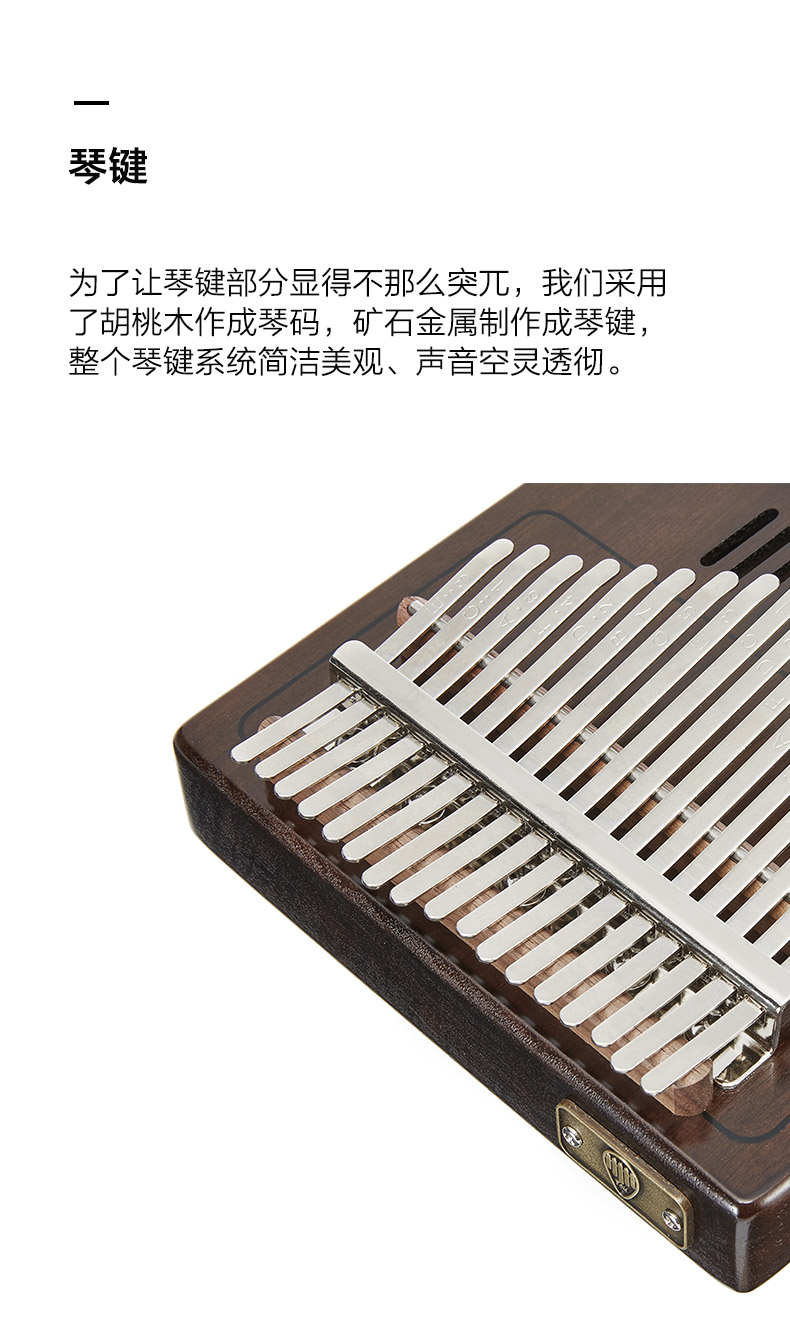 琴键
为了让琴键部分显得不那么突兀，我们采用
了胡桃木作成琴码，矿石金属制作成琴键，
整个琴键系统简洁美观、声音空灵透彻。